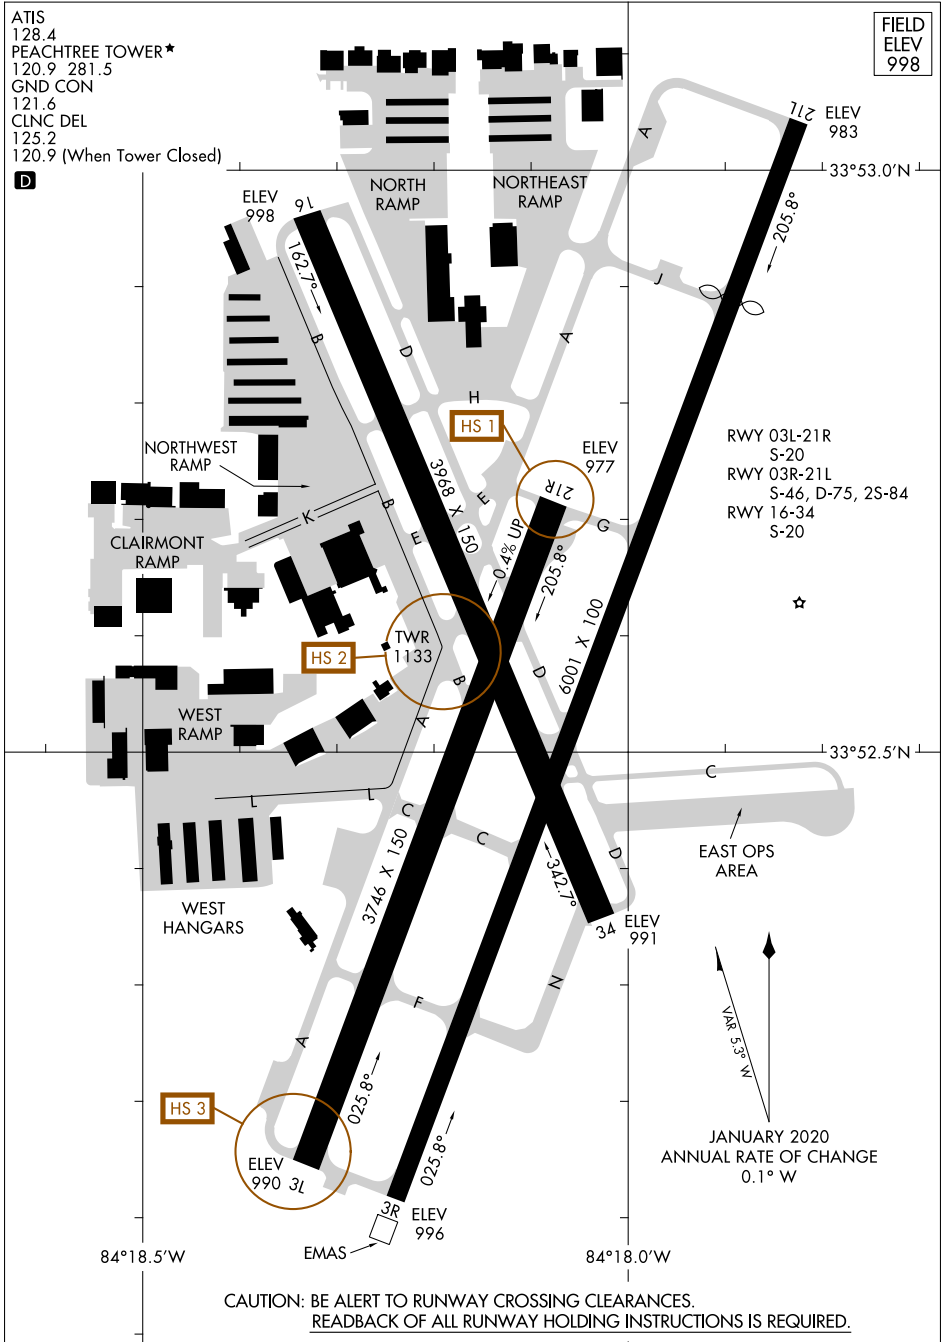 ATIS
128.4
PEACHTREE TOWER★
120.9 281.5
GND CON
121.6
CLNC DEL
125.2
120.9 (When Tower Closed)
D
FIELD
ELEV
998
21L
ELEV
983
33°53.0'N
A
NORTH
RAMP
NORTHEAST
RAMP
ELEV
998
16
162.7°
205.8°
J
B
D
A
H
HS 1
ELEV
977
21R
NORTHWEST
RAMP
3968 X 150
RWY 03L-21R
S-20
RWY 03R-21L
S-46, D-75, 2S-84
RWY 16-34
S-20
K
B
E
E
G
0.4% UP
205.8°
CLAIRMONT
RAMP
6001 X 100
TWR
1133
HS 2
B
D
A
WEST
RAMP
33°52.5'N
C
L
L
C
C
EAST OPS
AREA
D
3746 X 150
342.7°
WEST
HANGARS
34
ELEV
991
N
F
A
VAR 5.3° W
025.8°
025.8°
HS 3
JANUARY 2020
ANNUAL RATE OF CHANGE
0.1° W
ELEV
990
3L
3R
ELEV
996
EMAS
84°18.5'W
84°18.0'W
CAUTION: BE ALERT TO RUNWAY CROSSING CLEARANCES.
READBACK OF ALL RUNWAY HOLDING INSTRUCTIONS IS REQUIRED.